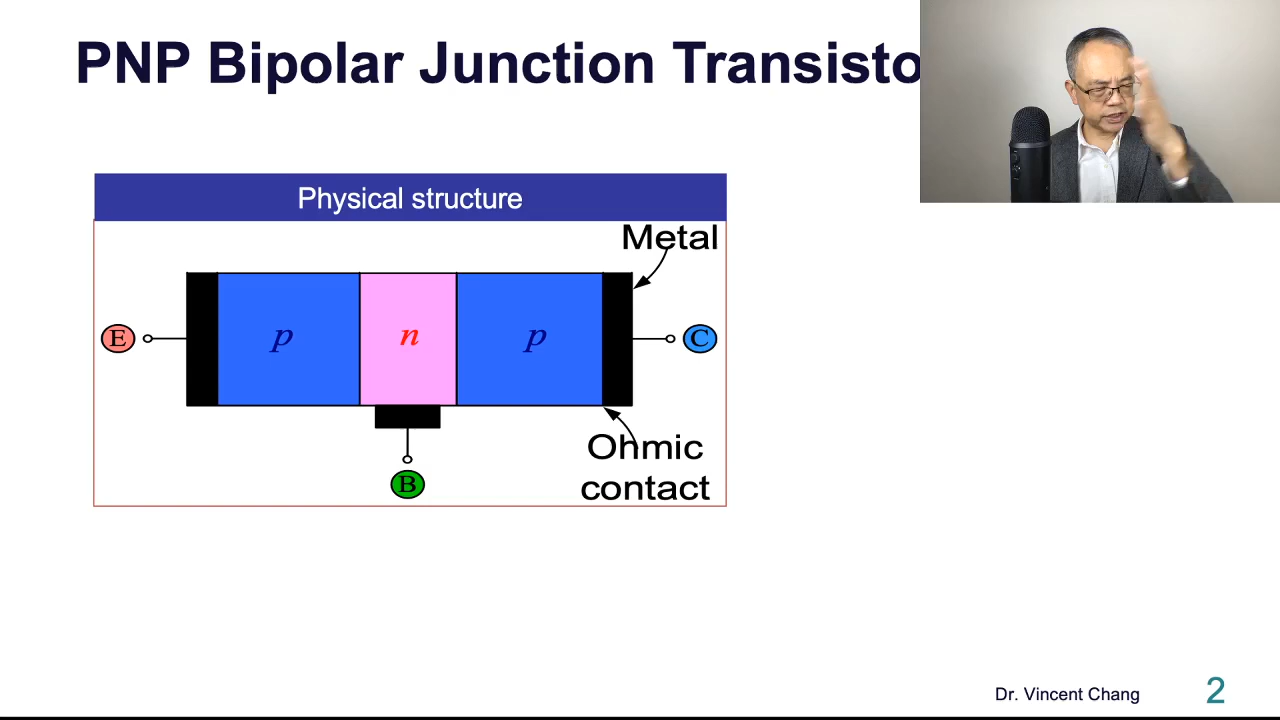 PNP Bipolar Junction Transisto
Physical structure
Metal
E
p
n
p
C
Ohmic
contact
B
Dr. Vincent Chang
2